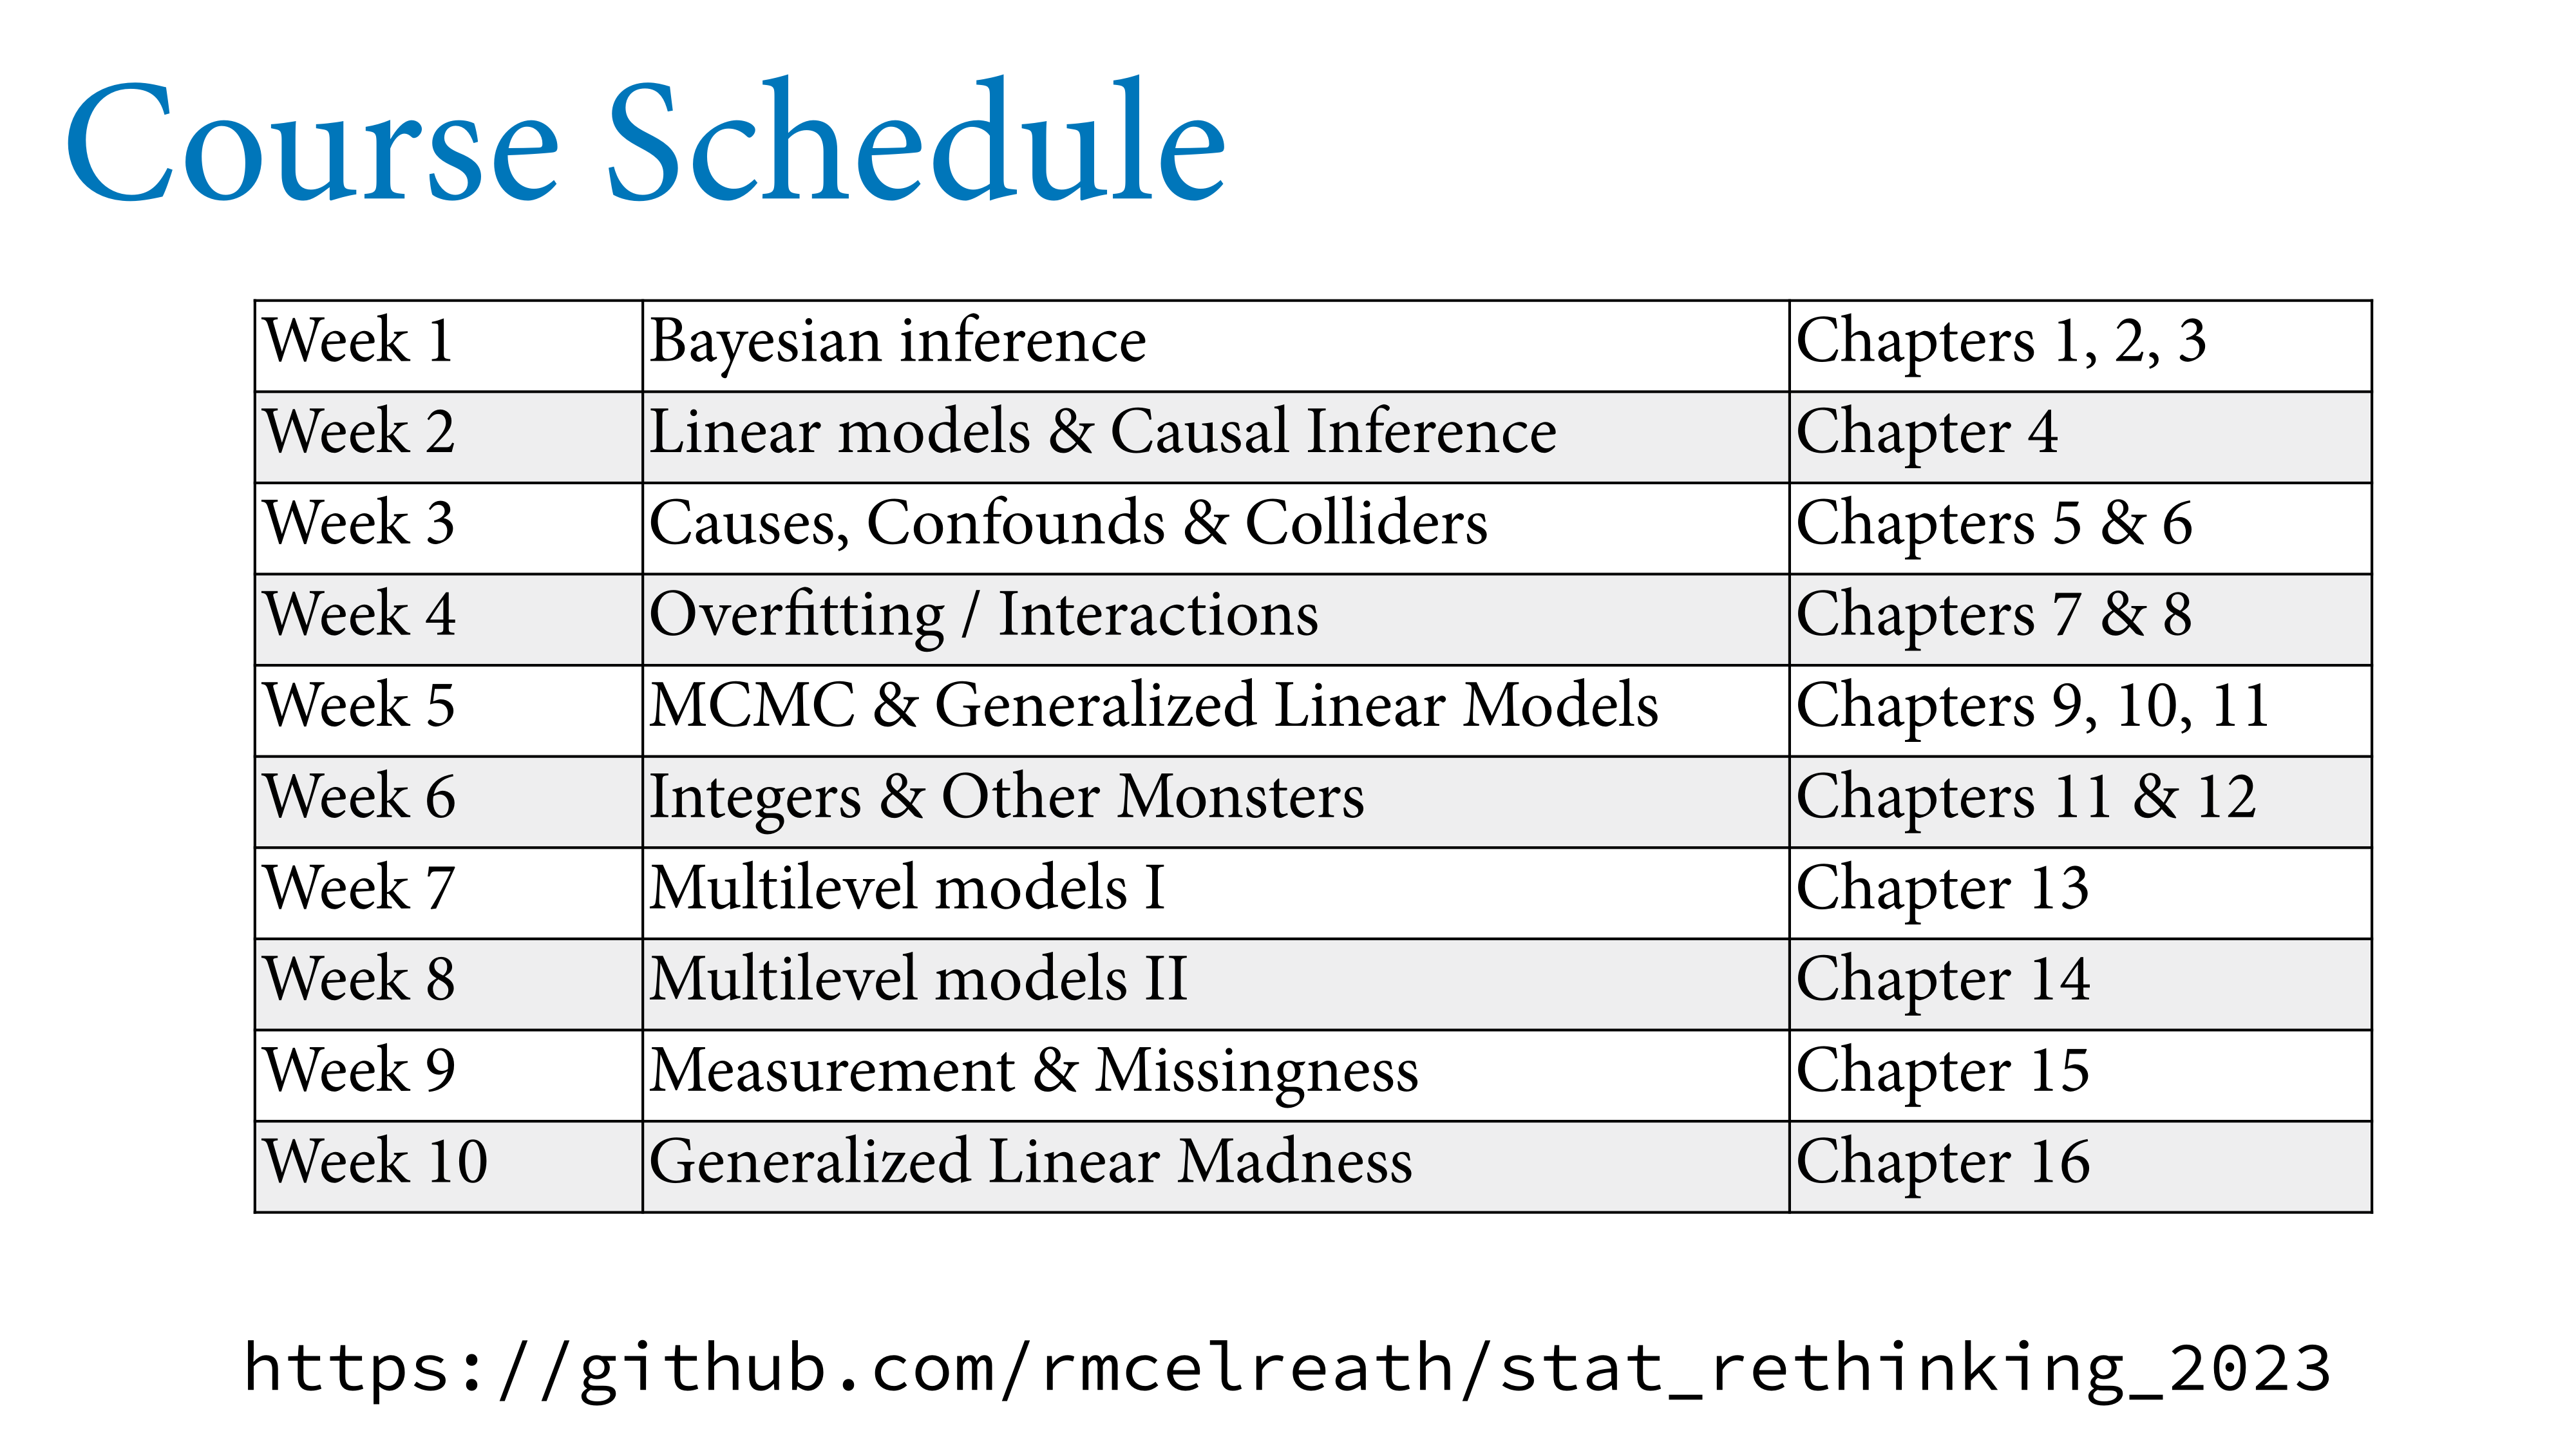 Course Schedule
Week 1 Bayesian inference Chapters 1, 2, 3
Week 2 Linear models & Causal Inference Chapter 4
Week 3 Causes, Confounds & Colliders Chapters 5 & 6
Week 4 Overfitting / Interactions Chapters 7 & 8
Week 5 MCMC & Generalized Linear Models Chapters 9, 10, 11
Week 6 Integers & Other Monsters Chapters 11 & 12
Week 7 Multilevel models I Chapter 13
Week 8 Multilevel models II Chapter 14
Week 9 Measurement & Missingness Chapter 15
Week 10 Generalized Linear Madness Chapter 16
https://github.com/rmcelreath/stat_rethinking_2023